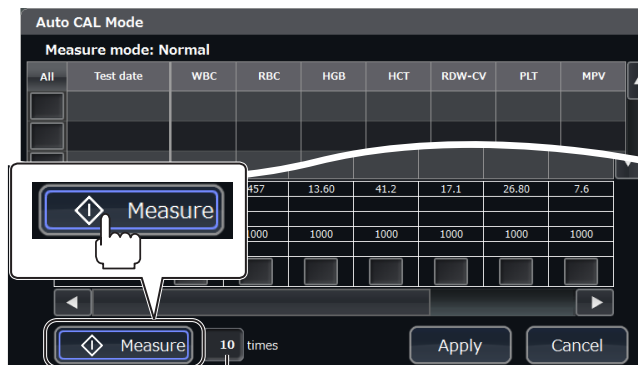 Auto CAL Mode
Measure mode: Normal
All Test date WBC RBC HGB HCT RDW-CV PLT MPV
457 13.60 41.2 17.1 26.80 7.6
Measure
1000 1000 1000 1000 1000 1000
Measure 10 times Apply Cancel